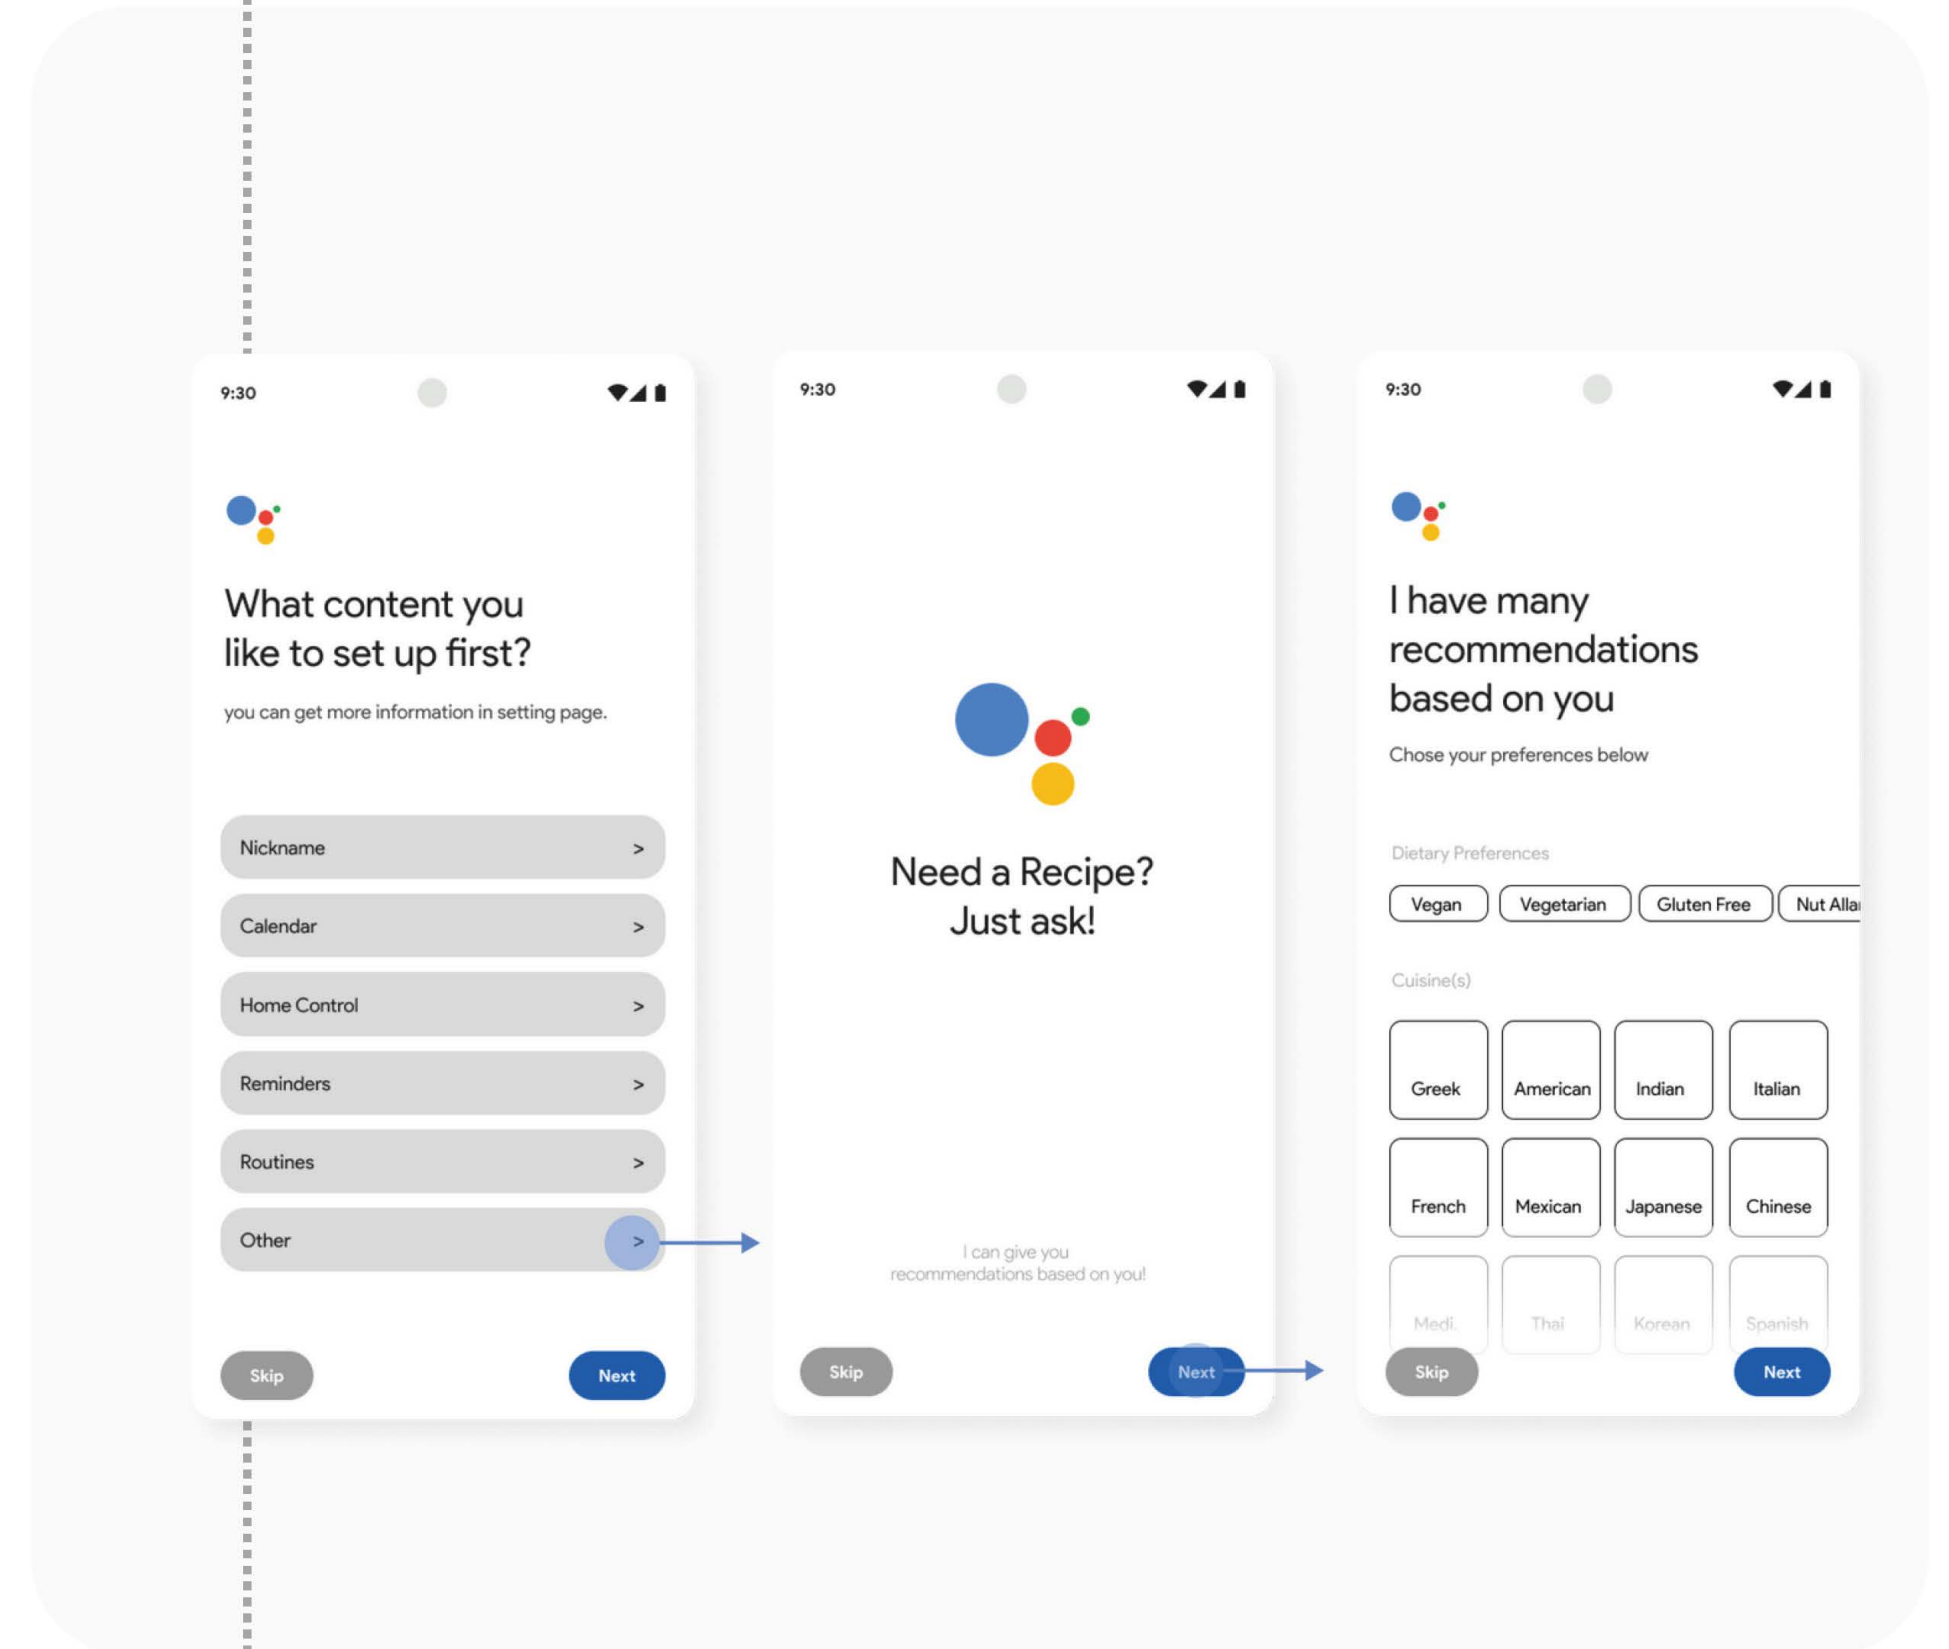 9:30
What content you
like to set up first?
you can get more information in setting page.
Nickname >
Calendar >
Home Control >
Reminders >
Routines >
Other >
Skip Next
9:30
Need a Recipe?
Just ask!
I can give you
recommendations based on you!
Skip Next
9:30
I have many
recommendations
based on you
Chose your preferences below
Dietary Preferences
Vegan Vegetarian Gluten Free Nut Alla
Cuisine(s)
Greek American Indian Italian
French Mexican Japanese Chinese
Medi. Thai Korean Spanish
Skip Next